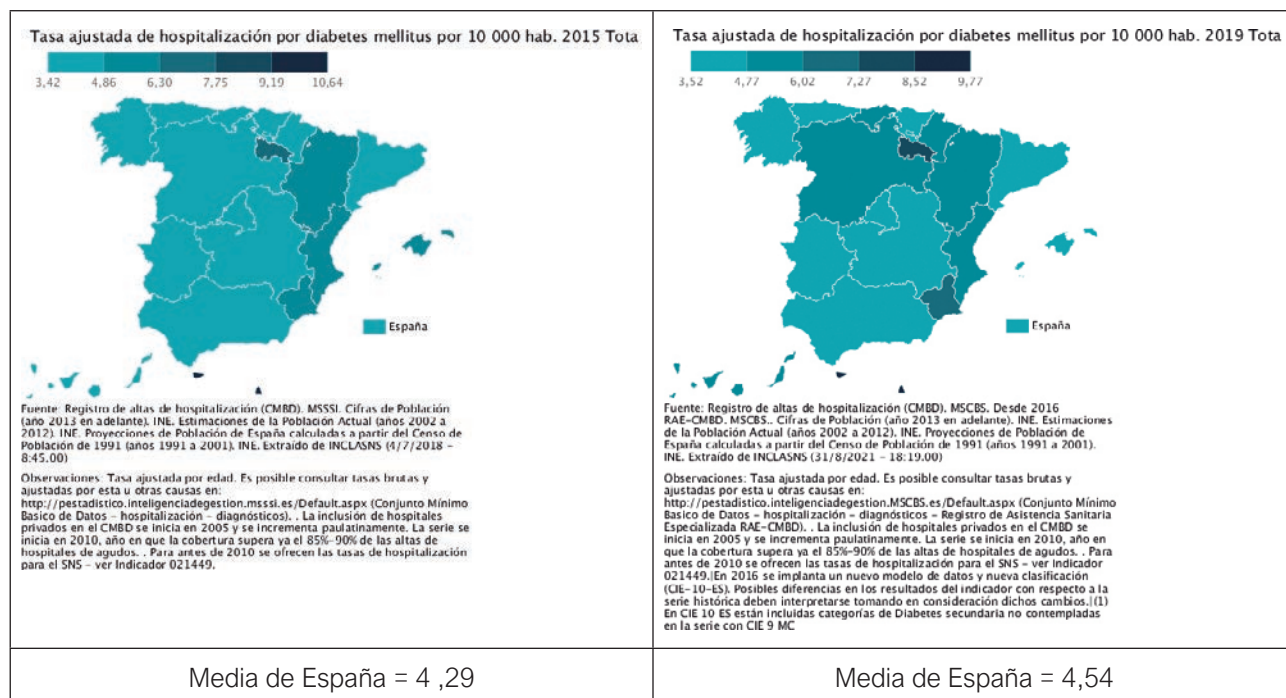 Tasa ajustada de hospitalización por diabetes mellitus por 10 000 hab. 2015 Tota
3,42 4,86 6,30 7,75 9,19 10,64
España
Fuente: Registro de altas de hospitalización (CMBD). MSSSI. Cifras de Población
(año 2013 en adelante). INE. Estimaciones de la Población Actual (años 2002 a
2012). INE. Proyecciones de Población de España calculadas a partir del Censo de
Población de 1991 (años 1991 a 2001). INE. Extraído de INCLASNS (4/7/2018 –
8:45.00)
Observaciones: Tasa ajustada por edad. Es posible consultar tasas brutas y
ajustadas por esta u otras causas en:
http://pestadistico.inteligenciadegestion.msssi.es/Default.aspx (Conjunto Mínimo
Basico de Datos – hospitalización – diagnósticos). . La inclusión de hospitales
privados en el CMBD se inicia en 2005 y se incrementa paulatinamente. La serie se
inicia en 2010, año en que la cobertura supera ya el 85%–90% de las altas de
hospitales de agudos. . Para antes de 2010 se ofrecen las tasas de hospitalización
para el SNS – ver Indicador 021449.
Media de España = 4 ,29
Tasa ajustada de hospitalización por diabetes mellitus por 10 000 hab. 2019 Tota
3,52 4,77 6,02 7,27 8,52 9,77
España
Fuente: Registro de altas de hospitalización (CMBD). MSCBS. Desde 2016
RAE–CMBD. MSCBS.. Cifras de Población (año 2013 en adelante). INE. Estimaciones
de la Población Actual (años 2002 a 2012). INE. Proyecciones de Población de
España calculadas a partir del Censo de Población de 1991 (años 1991 a 2001).
INE. Extraído de INCLASNS (31/8/2021 – 18:19.00)
Observaciones: Tasa ajustada por edad. Es posible consultar tasas brutas y
ajustadas por esta u otras causas en:
http://pestadistico.inteligenciadegestion.MSCBS.es/Default.aspx (Conjunto Mínimo
Basico de Datos – hospitalización – diagnósticos – Registro de Asistencia Sanitaria
Especializada RAE–CMBD). . La inclusión de hospitales privados en el CMBD se
inicia en 2005 y se incrementa paulatinamente. La serie se inicia en 2010, año en
que la cobertura supera ya el 85%–90% de las altas de hospitales de agudos. . Para
antes de 2010 se ofrecen las tasas de hospitalización para el SNS – ver Indicador
021449.|En 2016 se implanta un nuevo modelo de datos y nueva clasificación
(CIE–10–ES). Posibles diferencias en los resultados del indicador con respecto a la
serie histórica deben interpretarse tomando en consideración dichos cambios.|(1)
En CIE 10 ES están incluidas categorías de Diabetes secundaria no contempladas
en la serie con CIE 9 MC
Media de España = 4,54